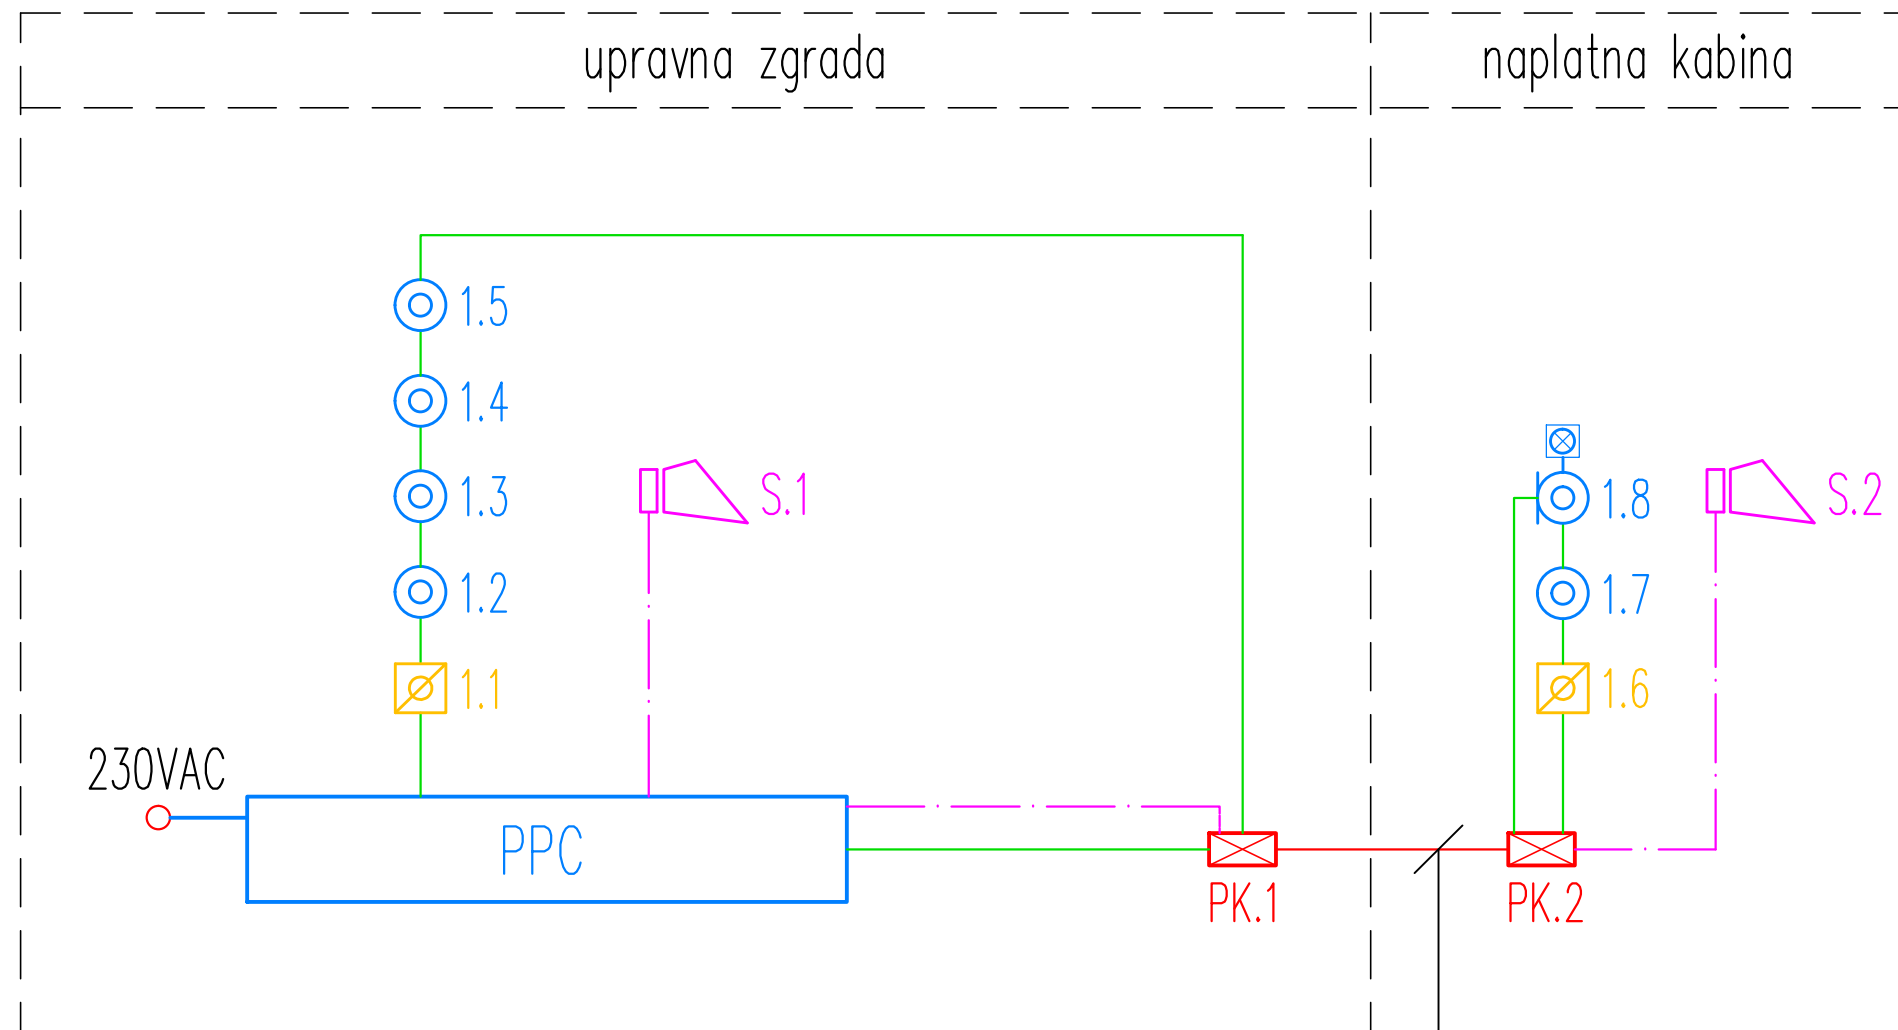 upravna zgrada
naplatna kabina
1.5
1.4
1.3
S.1
1.8
S.2
1.2
1.7
1.1
1.6
230VAC
PPC
PK.1
PK.2